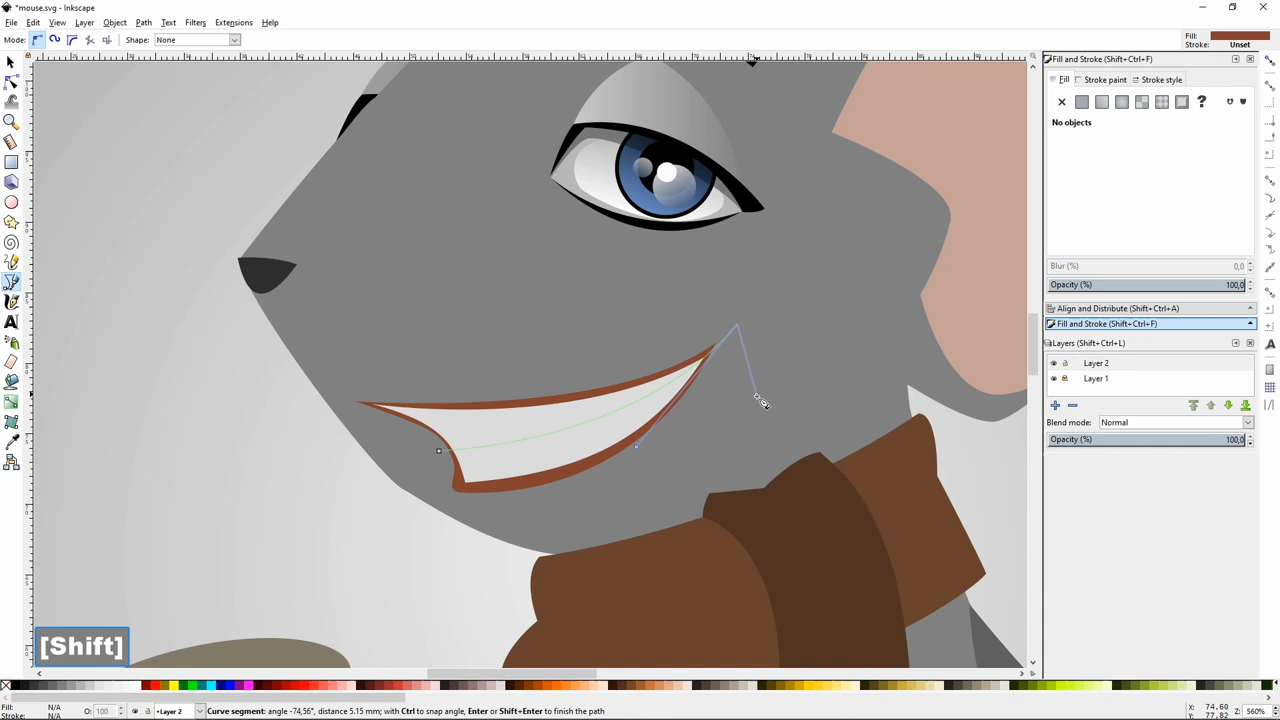 *mouse.svg - Inkscape
File Edit View Layer Object Path Text Filters Extensions Help
Mode: Shape: None
Fill:
Stroke: Unset
Fill and Stroke (Shift+Ctrl+F)
Fill Stroke paint Stroke style
No objects
Blur (%) 0,0
Opacity (%) 100,0
Align and Distribute (Shift+Ctrl+A)
Fill and Stroke (Shift+Ctrl+F)
Layers (Shift+Ctrl+L)
Layer 2
Layer 1
Blend mode: Normal
Opacity (%) 100,0
[Shift]
Fill: N/A
Stroke: N/A
O: 100
•Layer 2
Curve segment: angle -74,56°, distance 5.15 mm; with Ctrl to snap angle, Enter or Shift+Enter to finish the path
X: 74,60
Y: 77,82
Z: 560%